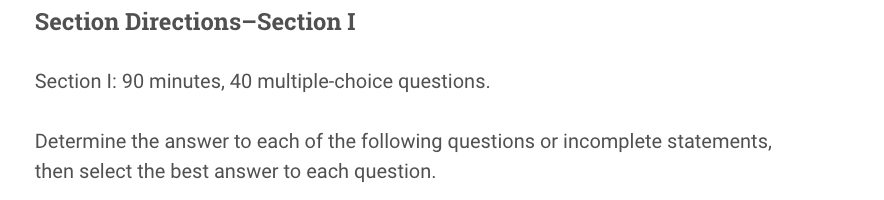 Section Directions–Section I
Section I: 90 minutes, 40 multiple-choice questions.
Determine the answer to each of the following questions or incomplete statements,
then select the best answer to each question.